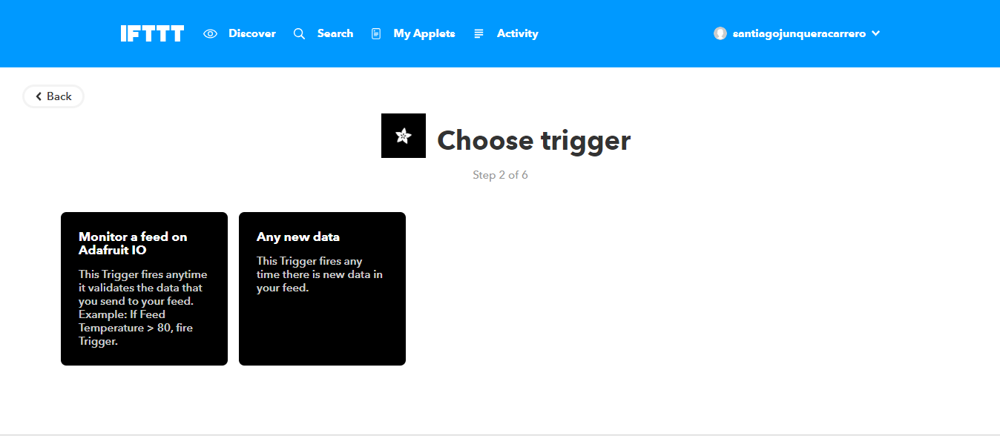 IFTTT Discover Search My Applets Activity santiagojunqueracarrero
Back
Choose trigger
Step 2 of 6
Monitor a feed on
Adafruit IO
This Trigger fires anytime
it validates the data that
you send to your feed.
Example: If Feed
Temperature > 80, fire
Trigger.
Any new data
This Trigger fires any
time there is new data in
your feed.